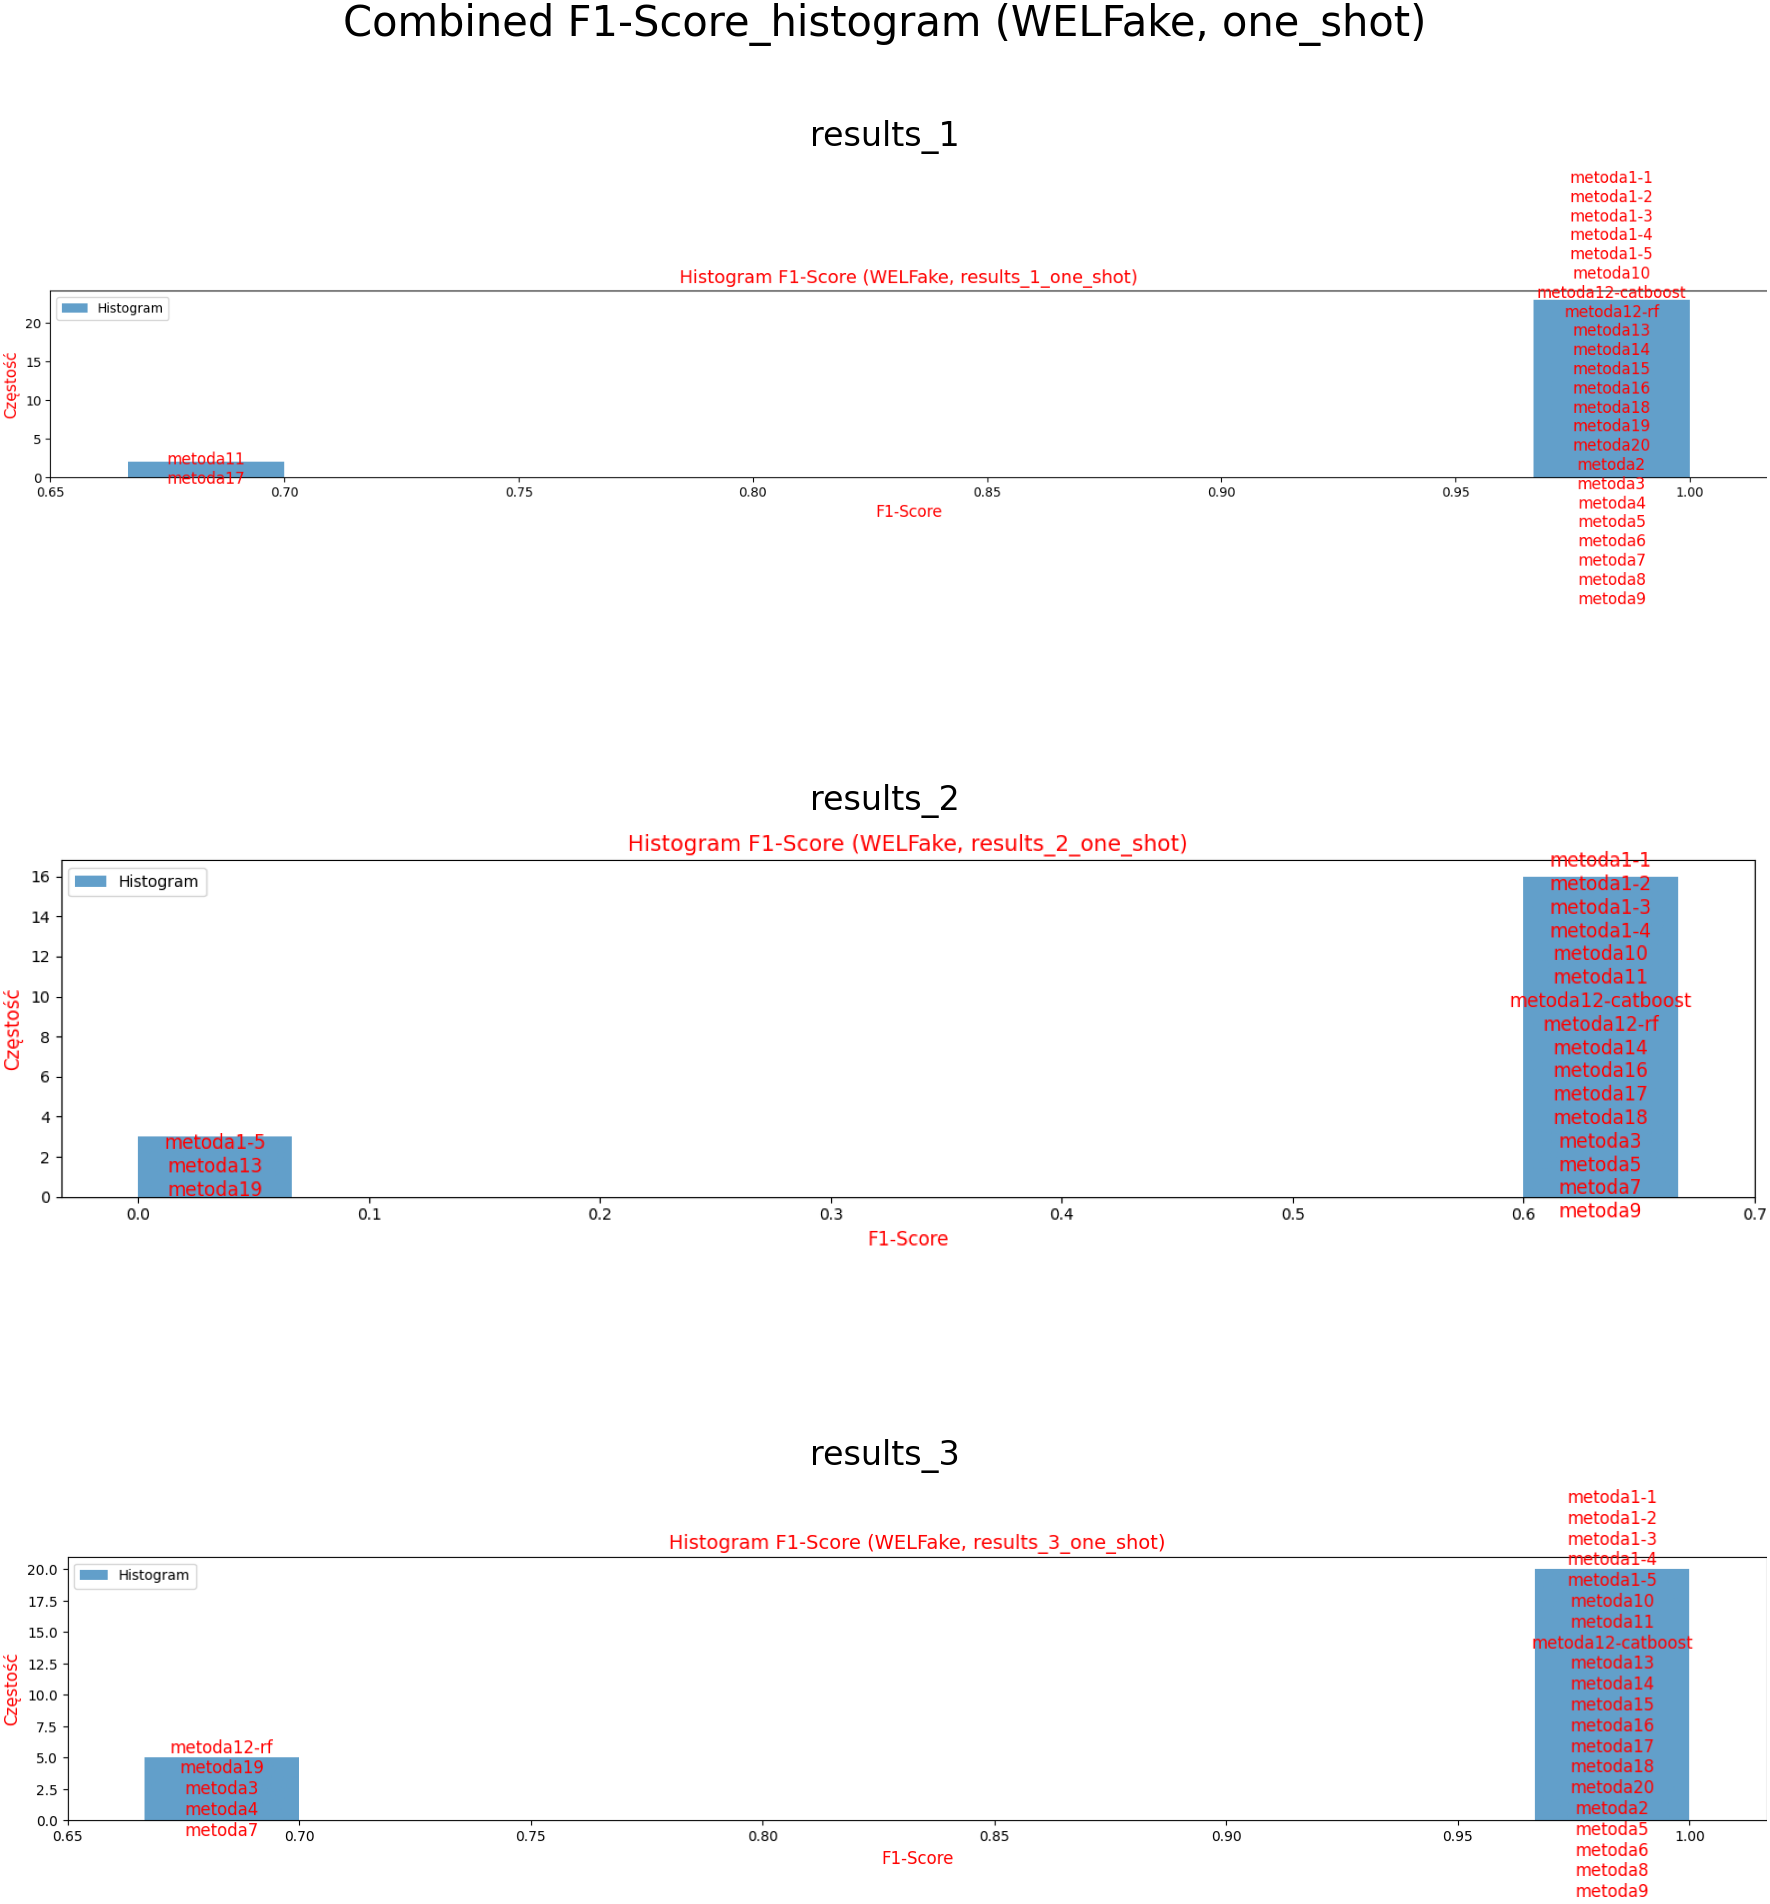 Combined F1-Score_histogram (WELFake, one_shot)
results_1
metoda1-1
metoda1-2
metoda1-3
metoda1-4
metoda1-5
metoda10
Histogram F1-Score (WELFake, results_1_one_shot)
metoda12-catboost
Histogram
metoda12-rf
metoda13
metoda14
metoda15
metoda16
metoda18
metoda19
metoda20
metoda2
metoda3
metoda4
metoda5
metoda6
metoda7
metoda8
metoda9
Częstość
20
15
10
5
0
metoda11
metoda17
0.65 0.70 0.75 0.80 0.85 0.90 0.95 1.00
F1-Score
results_2
Histogram F1-Score (WELFake, results_2_one_shot)
Histogram
metoda1-1
metoda1-2
metoda1-3
metoda1-4
metoda10
metoda11
metoda12-catboost
metoda12-rf
metoda14
metoda16
metoda17
metoda18
metoda3
metoda5
metoda7
metoda9
Częstość
16
14
12
10
8
6
4
2
0
metoda1-5
metoda13
metoda19
0.0 0.1 0.2 0.3 0.4 0.5 0.6 0.7
F1-Score
results_3
metoda1-1
metoda1-2
metoda1-3
Histogram F1-Score (WELFake, results_3_one_shot)
metoda1-4
Histogram
metoda1-5
metoda10
metoda11
metoda12-catboost
metoda13
metoda14
metoda15
metoda16
metoda17
metoda18
metoda20
metoda2
metoda5
metoda6
metoda8
metoda9
Częstość
20.0
17.5
15.0
12.5
10.0
7.5
5.0
2.5
0.0
metoda12-rf
metoda19
metoda3
metoda4
metoda7
0.65 0.70 0.75 0.80 0.85 0.90 0.95 1.00
F1-Score